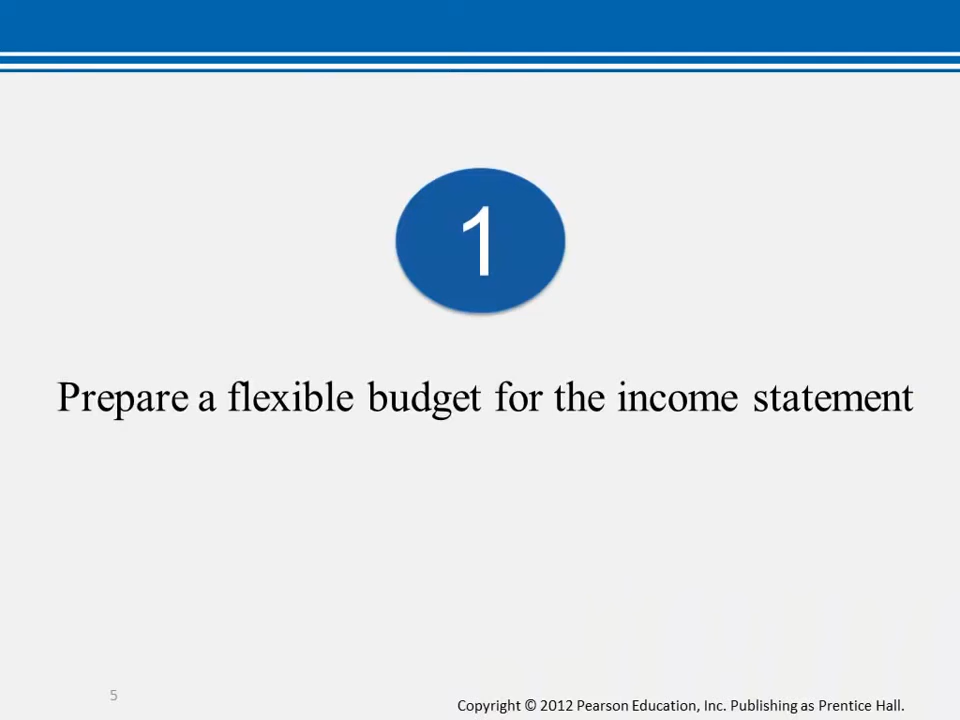 1
Prepare a flexible budget for the income statement
5
Copyright © 2012 Pearson Education, Inc. Publishing as Prentice Hall.